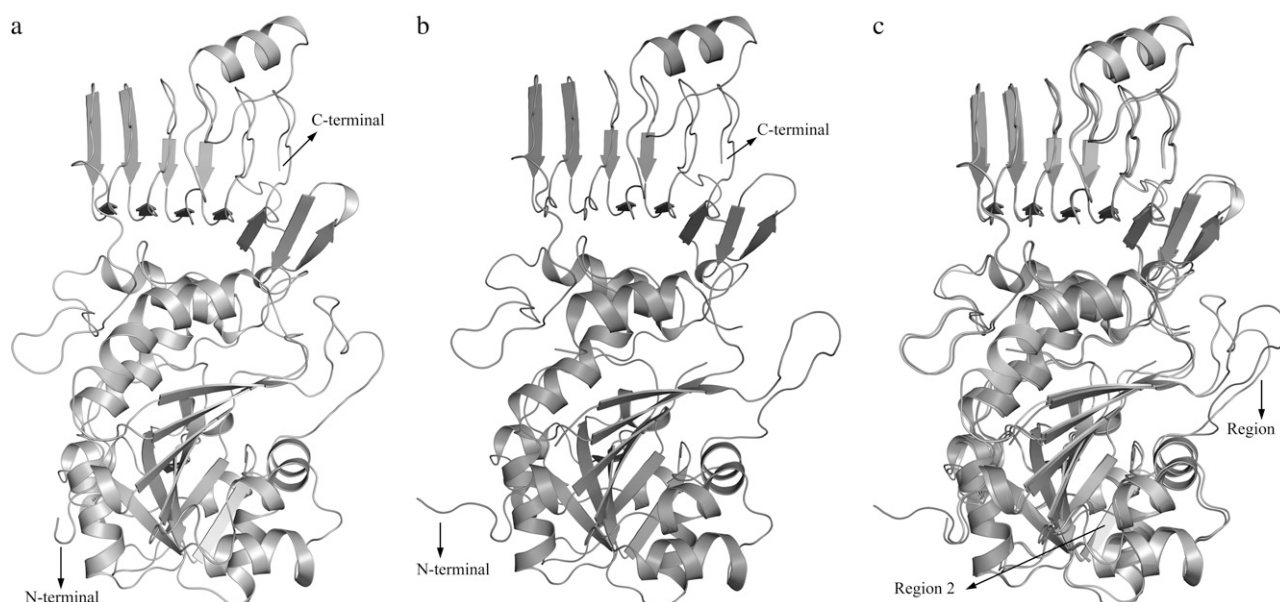 a
b
c
C-terminal
C-terminal
Region
N-terminal
Region 2
N-terminal